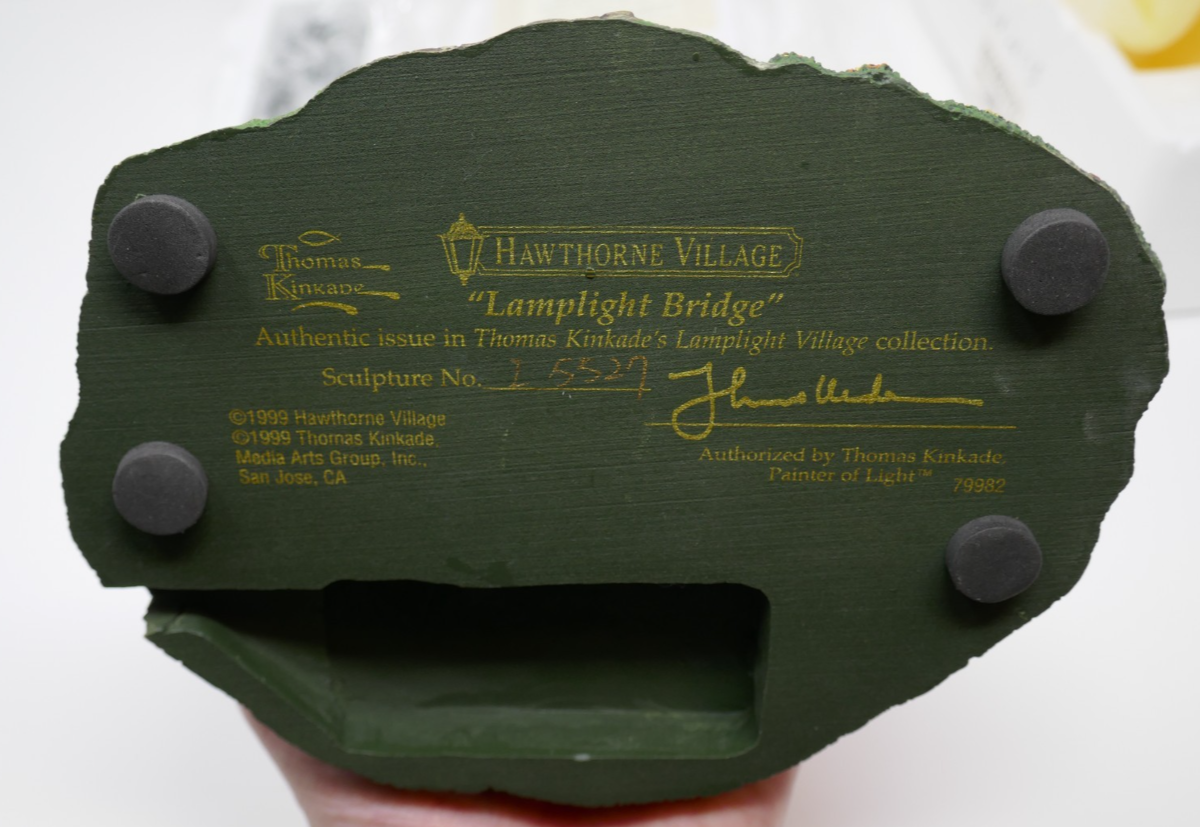 Thomas
Kinkade
HAWTHORNE VILLAGE
“Lamplight Bridge”
Authentic issue in Thomas Kinkade's Lamplight Village collection.
Sculpture No. I 5527
©1999 Hawthorne Village
©1999 Thomas Kinkade,
Media Arts Group, Inc.,
San Jose, CA
Authorized by Thomas Kinkade,
Painter of Light™ 79982